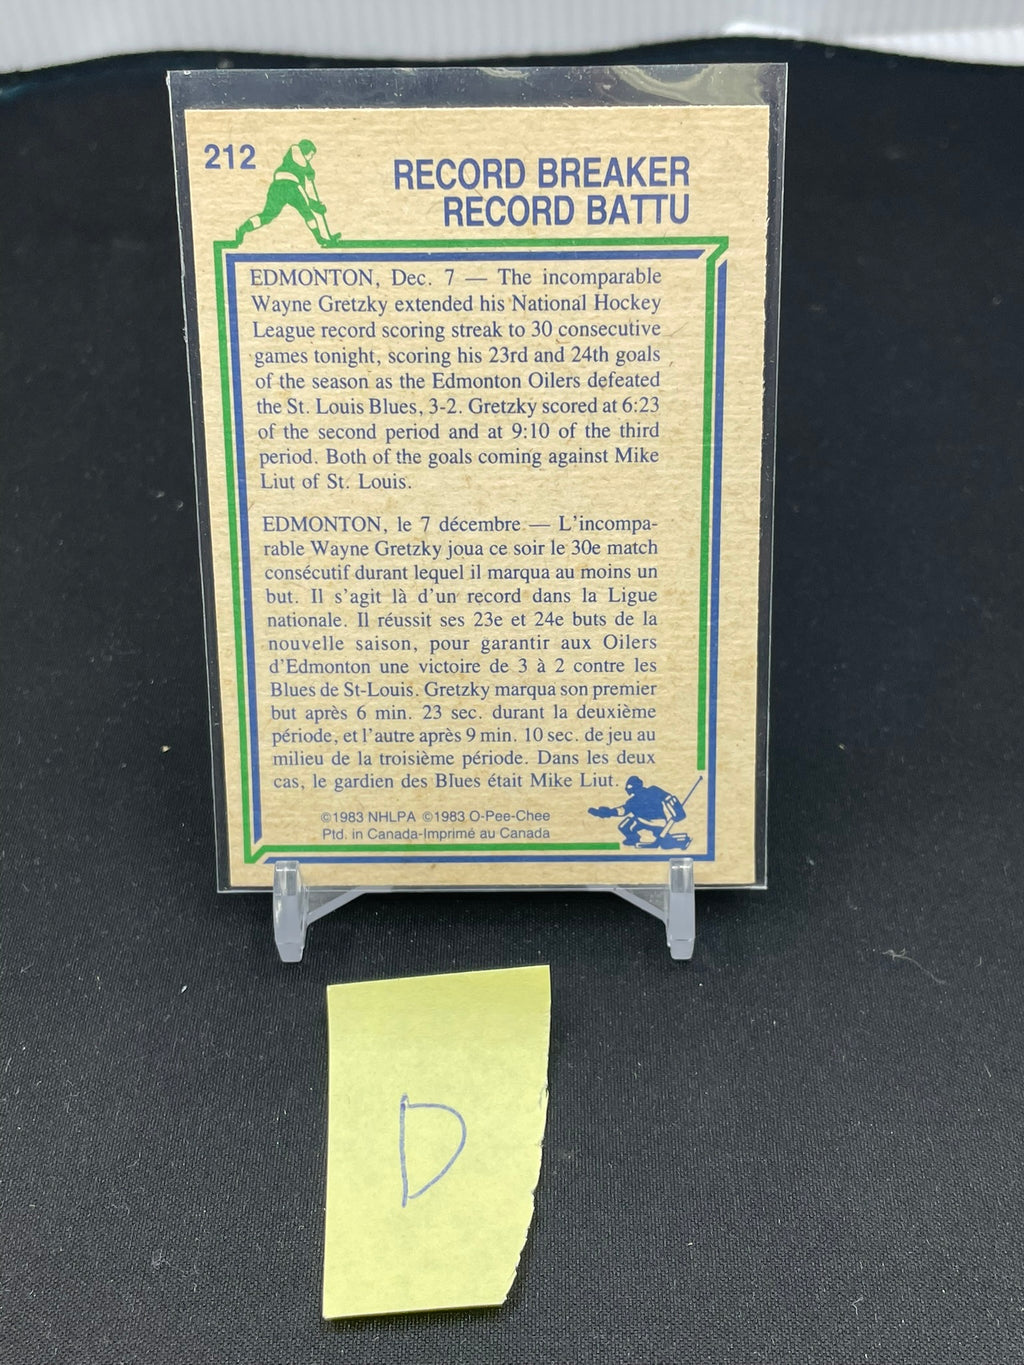 212
RECORD BREAKER
RECORD BATTU
EDMONTON, Dec. 7 — The incomparable
Wayne Gretzky extended his National Hockey
League record scoring streak to 30 consecutive
games tonight, scoring his 23rd and 24th goals
of the season as the Edmonton Oilers defeated
the St. Louis Blues, 3-2. Gretzky scored at 6:23
of the second period and at 9:10 of the third
period. Both of the goals coming against Mike
Liut of St. Louis.
EDMONTON, le 7 décembre — L'incompa-
rable Wayne Gretzky joua ce soir le 30e match
consécutif durant lequel il marqua au moins un
but. Il s'agit là d'un record dans la Ligue
nationale. Il réussit ses 23e et 24e buts de la
nouvelle saison, pour garantir aux Oilers
d'Edmonton une victoire de 3 à 2 contre les
Blues de St-Louis. Gretzky marqua son premier
but après 6 min. 23 sec. durant la deuxième
période, et l'autre après 9 min. 10 sec. de jeu au
milieu de la troisième période. Dans les deux
cas, le gardien des Blues était Mike Liut.
©1983 NHLPA ©1983 O-Pee-Chee
Ptd. in Canada-Imprimé au Canada
D